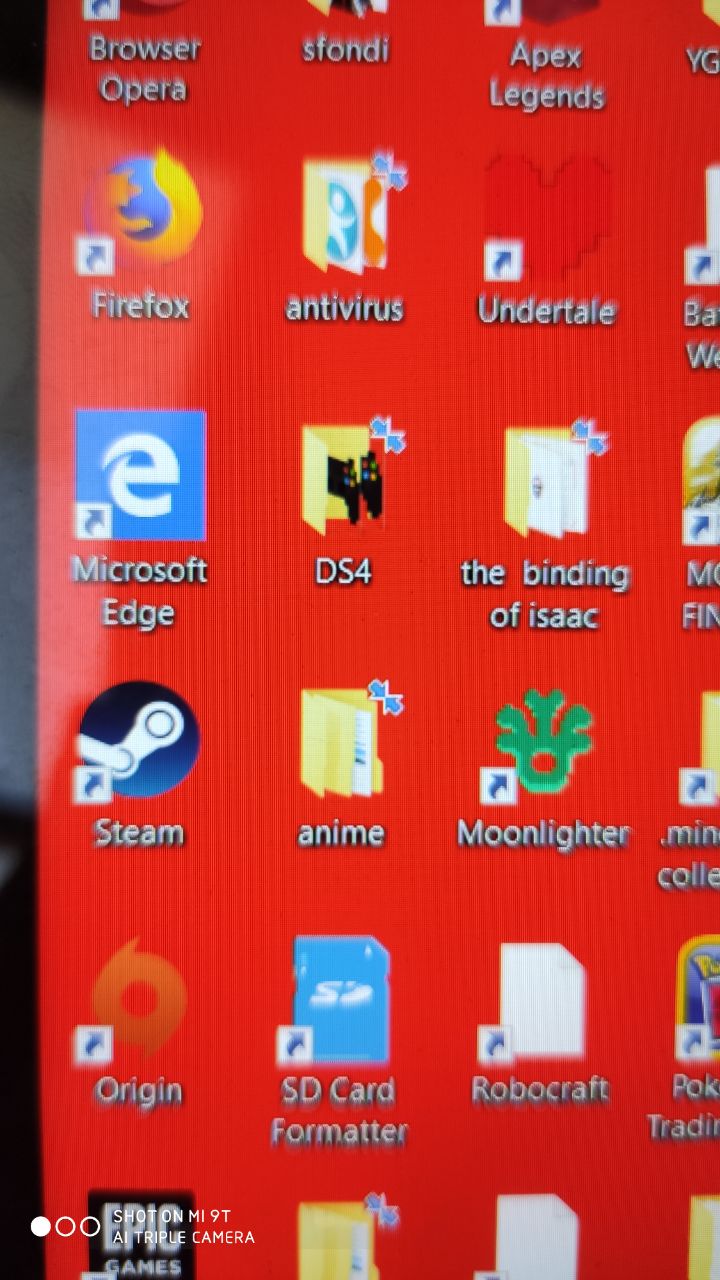 Browser
Opera
sfondi
Apex
Legends
YG
Firefox
antivirus
Undertale
Ba
We
Microsoft
Edge
DS4
the binding
of isaac
MO
FIN
Steam
anime
Moonlighter
.min
colle
Origin
SD
SD Card
Formatter
Robocraft
Pok
Tradin
EPIC
GAMES
SHOT ON MI 9T
AI TRIPLE CAMERA